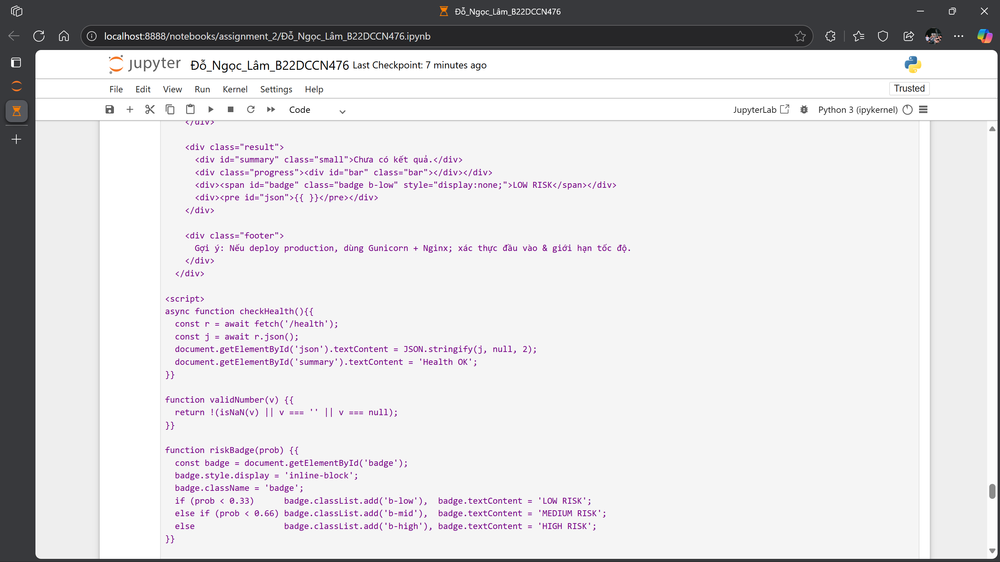 Đỗ_Ngọc_Lâm_B22DCCN476
localhost:8888/notebooks/assignment_2/Đỗ_Ngọc_Lâm_B22DCCN476.ipynb
jupyter Đỗ_Ngọc_Lâm_B22DCCN476 Last Checkpoint: 7 minutes ago
File Edit View Run Kernel Settings Help Trusted
Code JupyterLab Python 3 (ipykernel)
    </div>
    <div class="result">
      <div id="summary" class="small">Chưa có kết quả.</div>
      <div class="progress"><div id="bar" class="bar"></div></div>
      <div><span id="badge" class="badge b-low" style="display:none;">LOW RISK</span></div>
      <div><pre id="json">{{ }}</pre></div>
    </div>
    <div class="footer">
      Gợi ý: Nếu deploy production, dùng Gunicorn + Nginx; xác thực đầu vào & giới hạn tốc độ.
    </div>
  </div>
<script>
async function checkHealth(){{
  const r = await fetch('/health');
  const j = await r.json();
  document.getElementById('json').textContent = JSON.stringify(j, null, 2);
  document.getElementById('summary').textContent = 'Health OK';
}}
function validNumber(v) {{
  return !(isNaN(v) || v === '' || v === null);
}}
function riskBadge(prob) {{
  const badge = document.getElementById('badge');
  badge.style.display = 'inline-block';
  badge.className = 'badge';
  if (prob < 0.33)      badge.classList.add('b-low'),  badge.textContent = 'LOW RISK';
  else if (prob < 0.66) badge.classList.add('b-mid'),  badge.textContent = 'MEDIUM RISK';
  else                  badge.classList.add('b-high'), badge.textContent = 'HIGH RISK';
}}